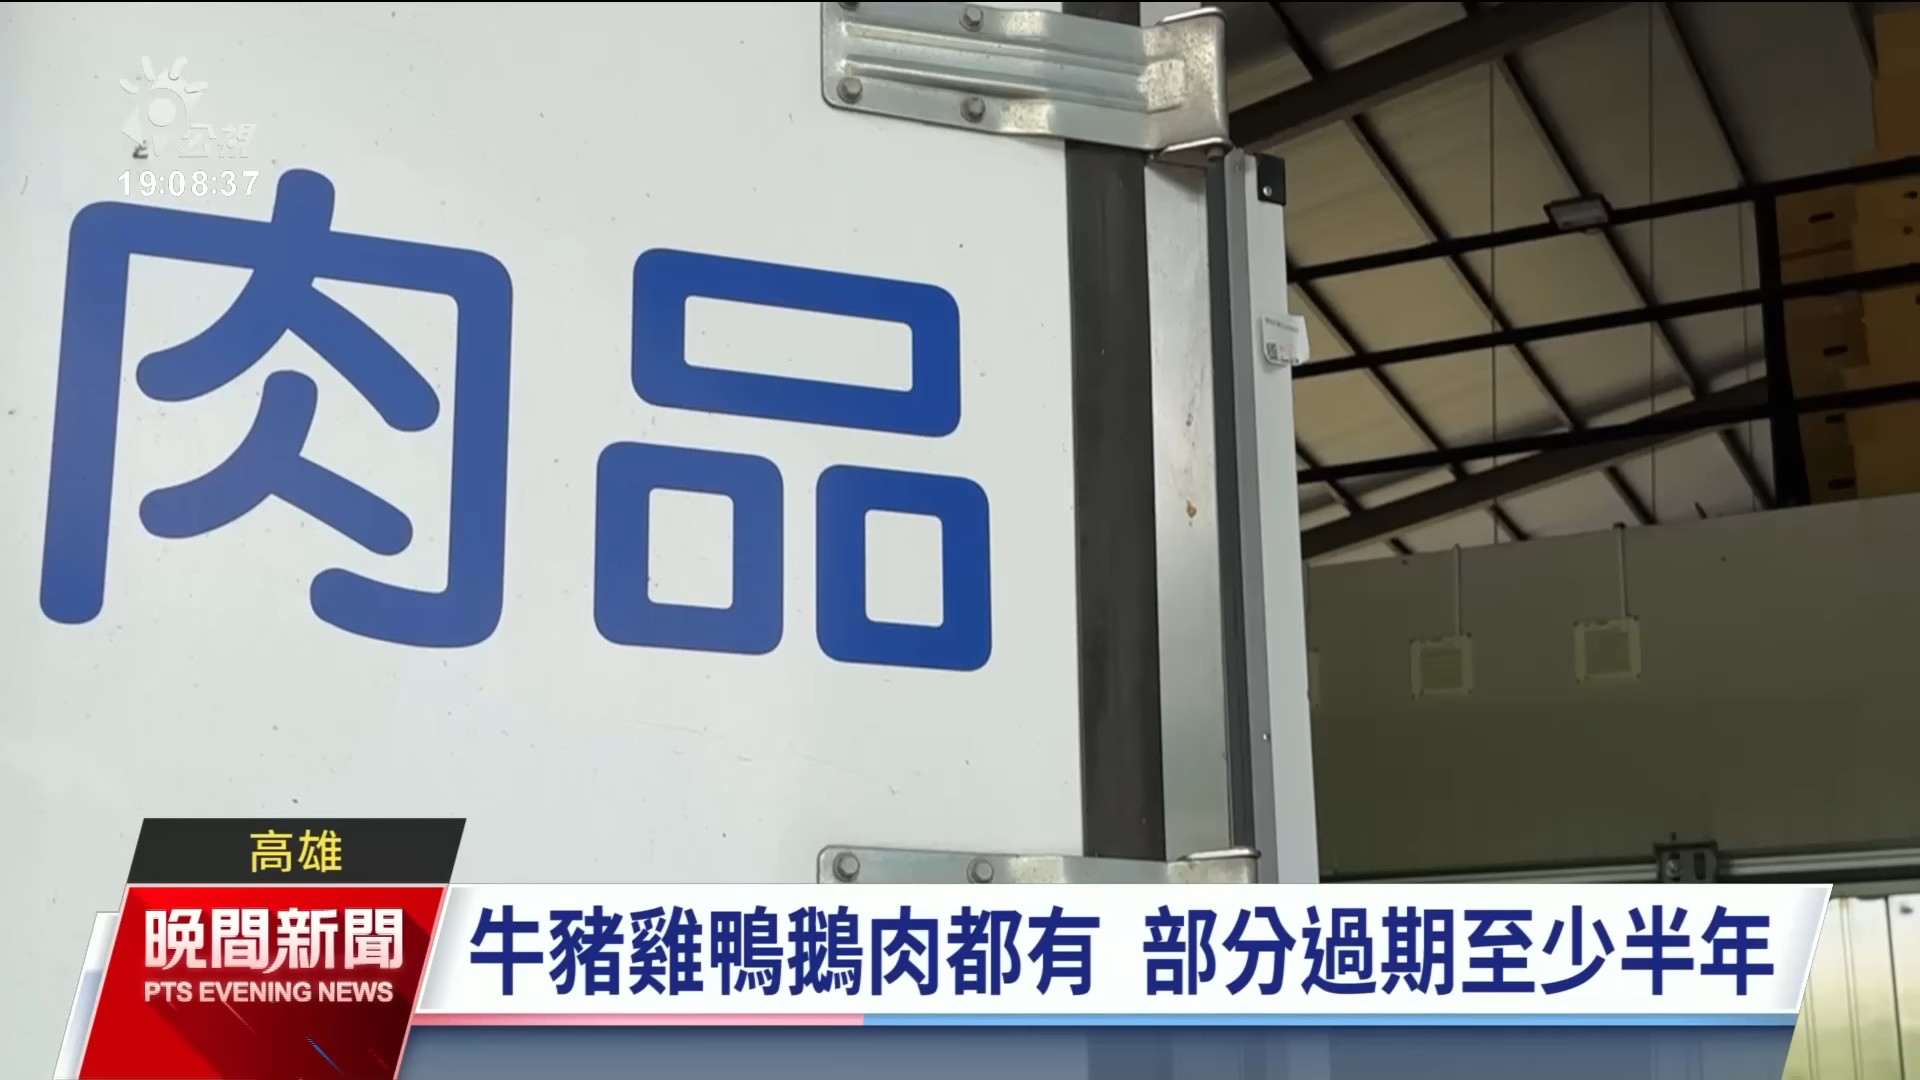 公視
19:08:37
肉品
高雄
晚間新聞
PTS EVENING NEWS
牛豬雞鴨鵝肉都有 部分過期至少半年